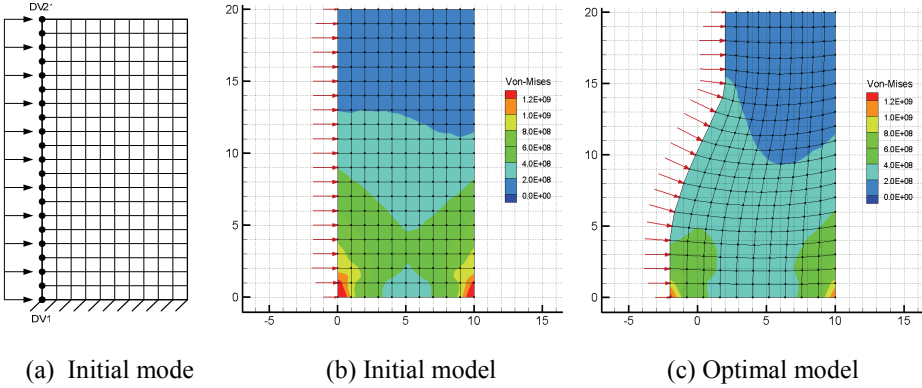 DV2'
DV1
20
15
10
5
0
-5
0
5
10
15
Von-Mises
1.2E+09
1.0E+09
8.0E+08
6.0E+08
4.0E+08
2.0E+08
0.0E+00
20
15
10
5
0
-5
0
5
10
15
Von-Mises
1.2E+09
1.0E+09
8.0E+08
6.0E+08
4.0E+08
2.0E+08
0.0E+00
(a) Initial mode
(b) Initial model
(c) Optimal model